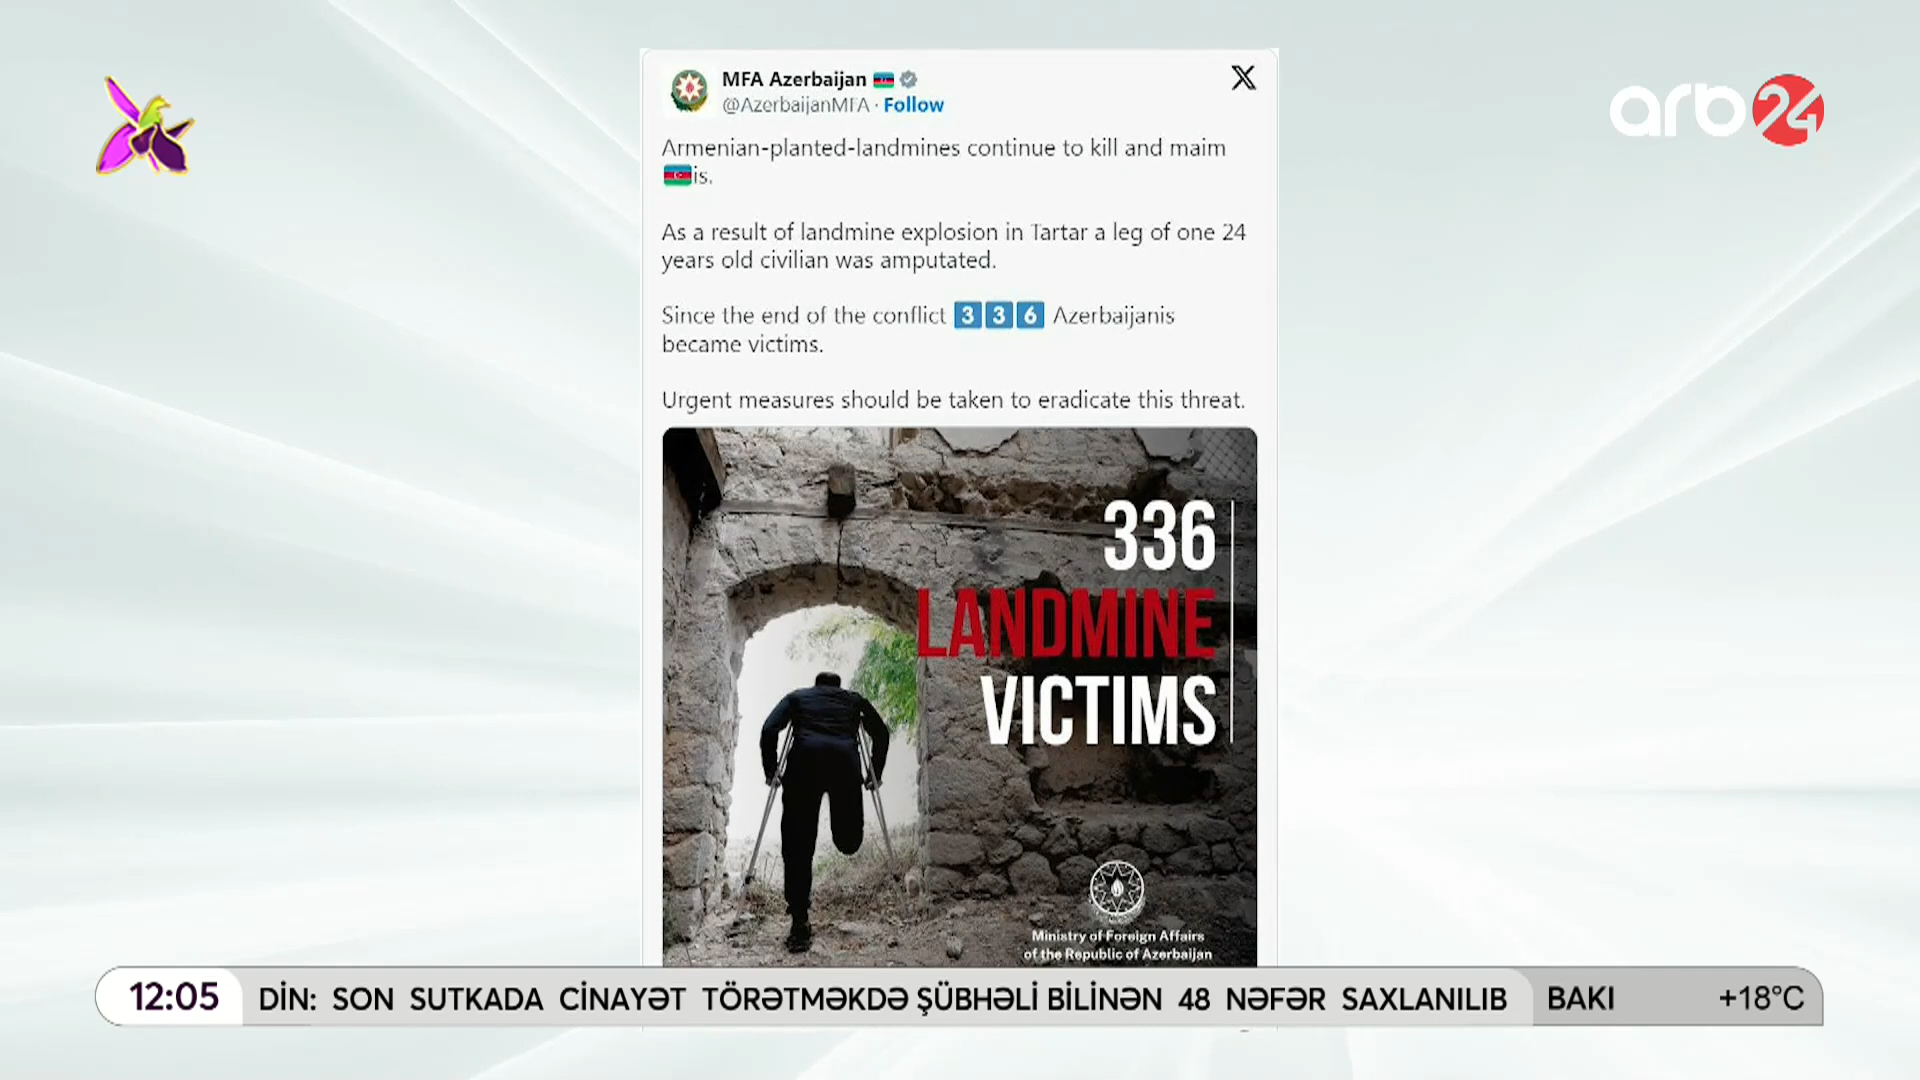 MFA Azerbaijan 🇦🇿
@AzerbaijanMFA · Follow
arb24
Armenian-planted-landmines continue to kill and maim
🇦🇿is.
As a result of landmine explosion in Tartar a leg of one 24
years old civilian was amputated.
Since the end of the conflict 3️⃣3️⃣6️⃣ Azerbaijanis
became victims.
Urgent measures should be taken to eradicate this threat.
336
LANDMINE
VICTIMS
Ministry of Foreign Affairs
of the Republic of Azerbaijan
12:05 DİN: SON SUTKADA CİNAYƏT TÖRƏTMƏKDƏ ŞÜBHƏLİ BİLİNƏN 48 NƏFƏR SAXLANILIB BAKI +18°C